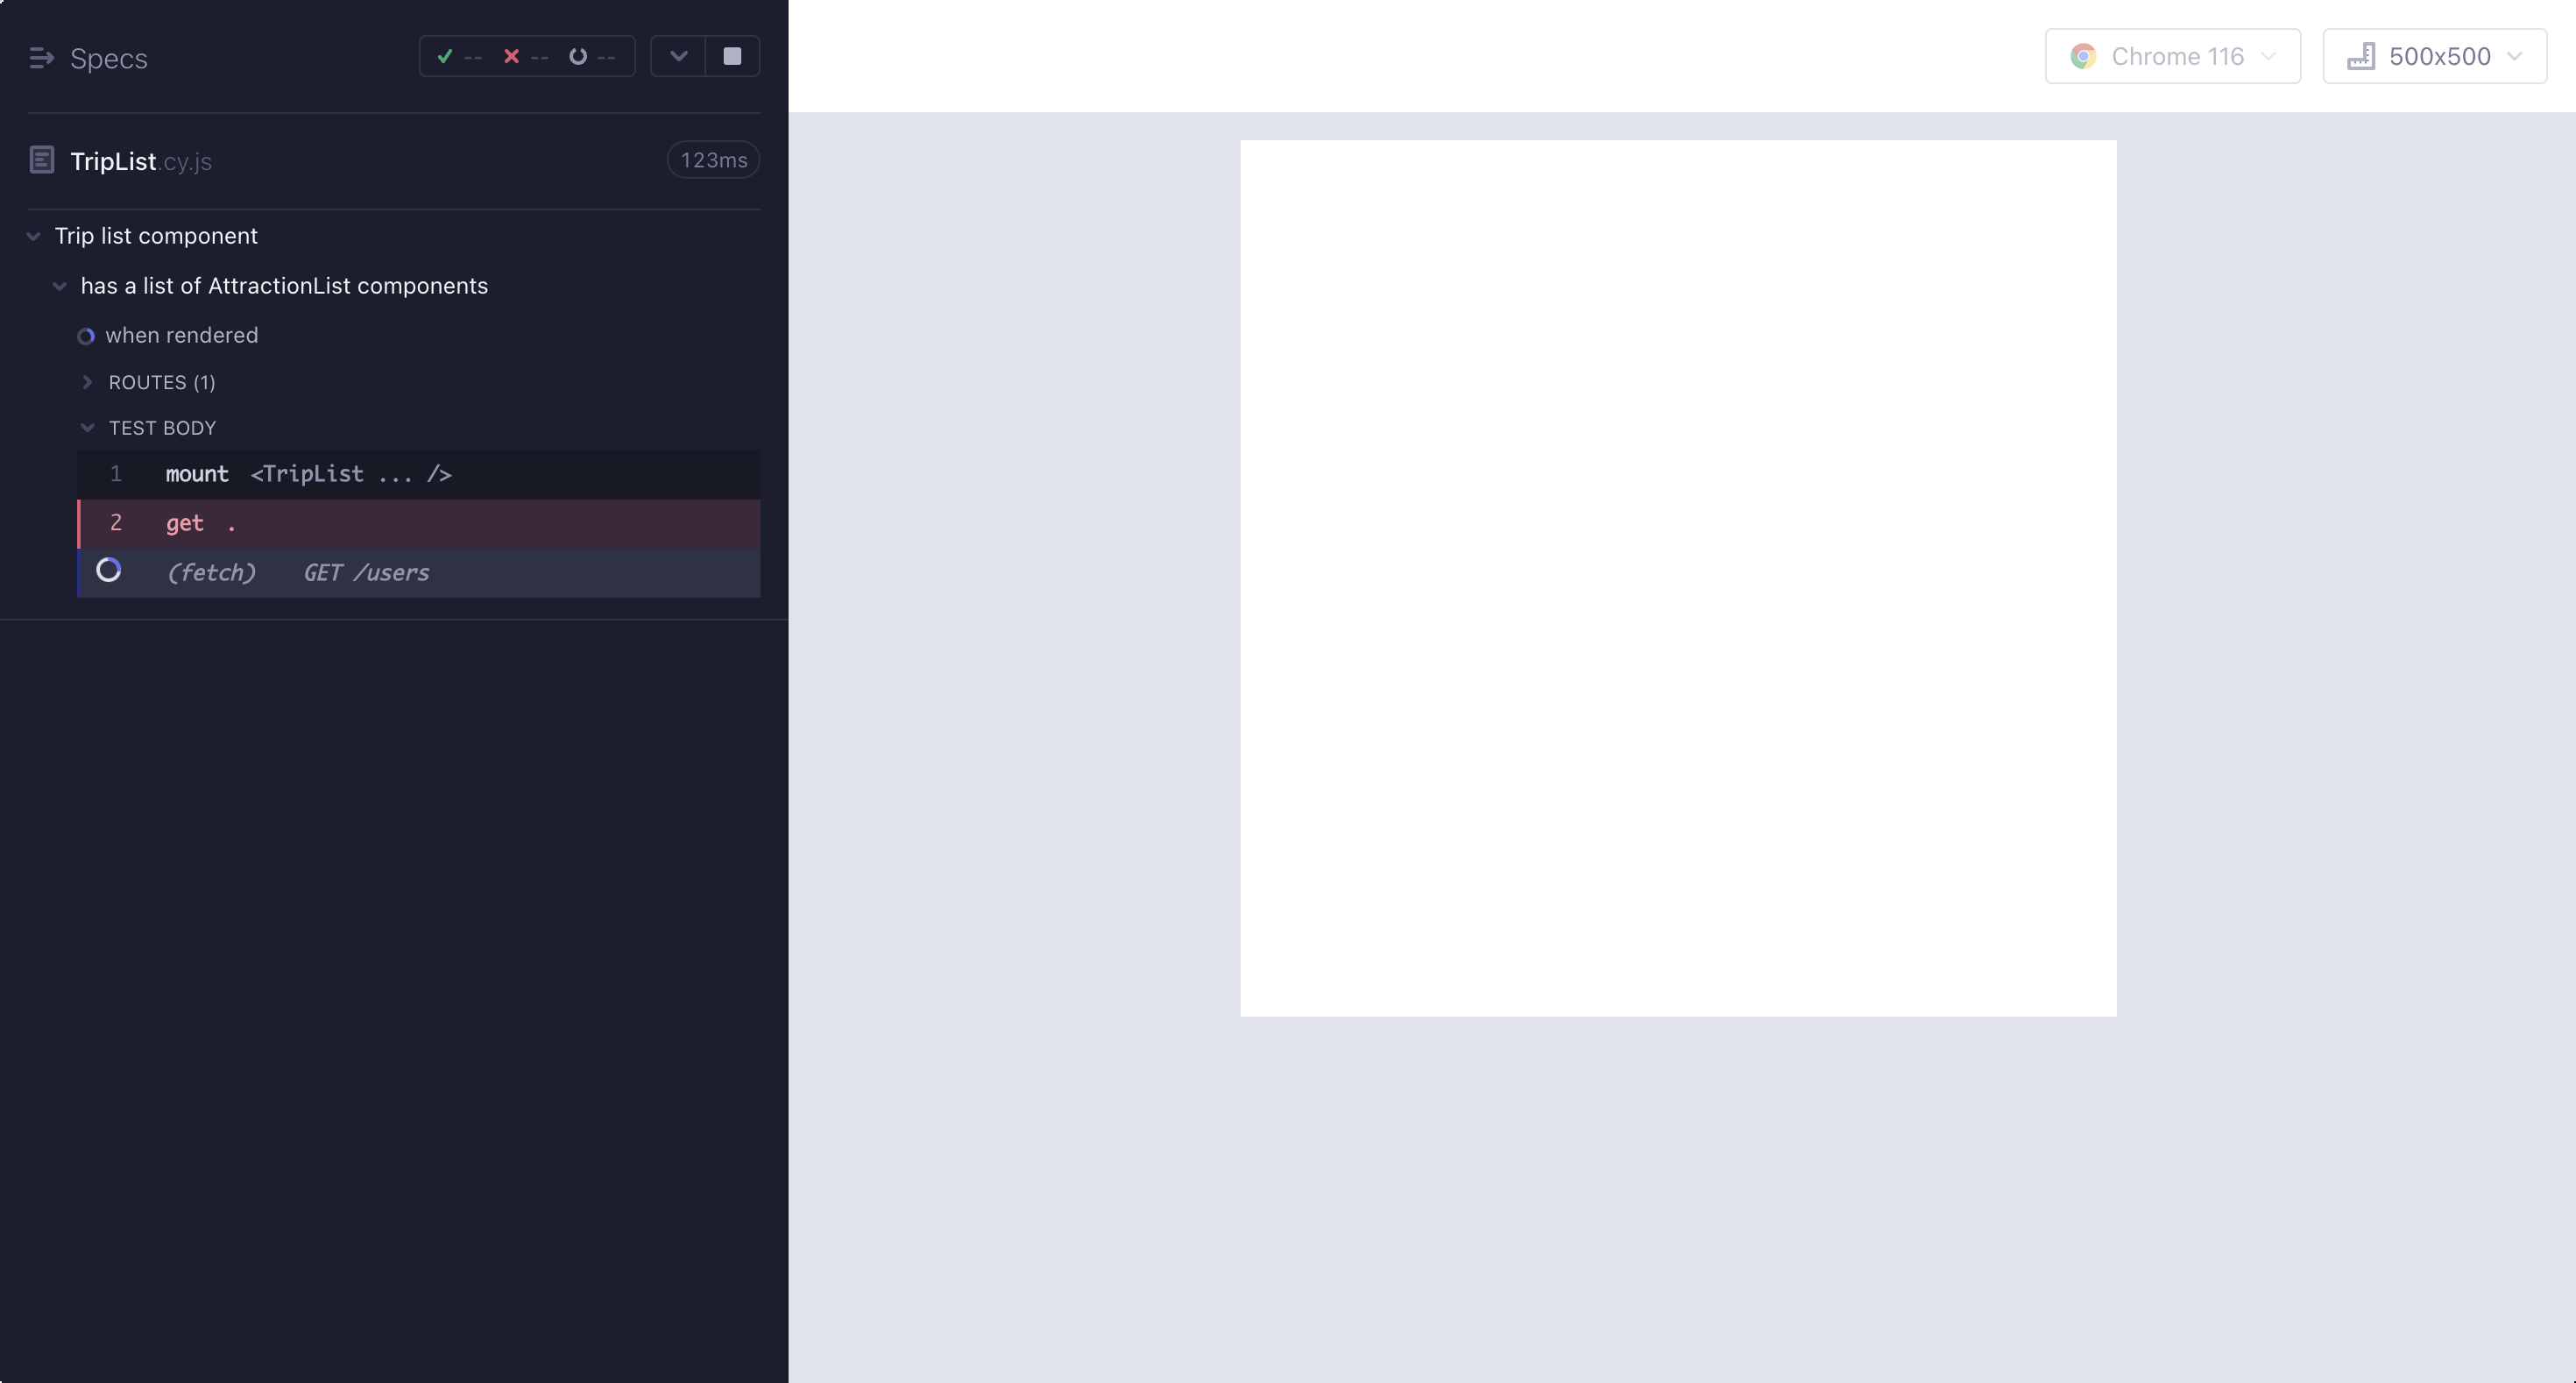 Specs
-- -- --
TripList.cy.js
123ms
Trip list component
has a list of AttractionList components
when rendered
ROUTES (1)
TEST BODY
1 mount <TripList ... />
2 get .
(fetch) GET /users
Chrome 116
500x500